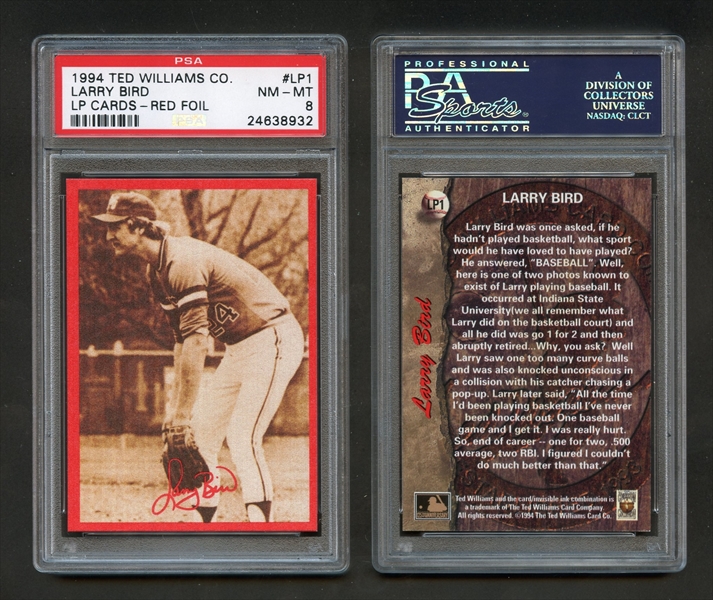 PSA
1994 TED WILLIAMS CO. #LP1
LARRY BIRD NM - MT
LP CARDS - RED FOIL 8
PSA 24638932
24
Larry Bird
PROFESSIONAL
PSA
Sports
AUTHENTICATOR
A
DIVISION OF
COLLECTORS
UNIVERSE
NASDAQ: CLCT
LP1
LARRY BIRD
Larry Bird was once asked, if he
hadn't played basketball, what sport
would he have loved to have played?
He answered, "BASEBALL". Well,
here is one of two photos known to
exist of Larry playing baseball. It
occurred at Indiana State
University(we all remember what
Larry did on the basketball court) and
all he did was go 1 for 2 and then
abruptly retired...Why, you ask? Well
Larry saw one too many curve balls
and was also knocked unconscious in
a collision with his catcher chasing a
pop-up. Larry later said, "All the time
I'd been playing basketball I've never
been knocked out. One baseball
game and I get it. I was really hurt.
So, end of career -- one for two, .500
average, two RBI. I figured I couldn't
do much better than that."
Larry Bird
Ted Williams and the card/invisible ink combination is
a trademark of The Ted Williams Card Company.
All rights reserved. ©1994 The Ted Williams Card Co.